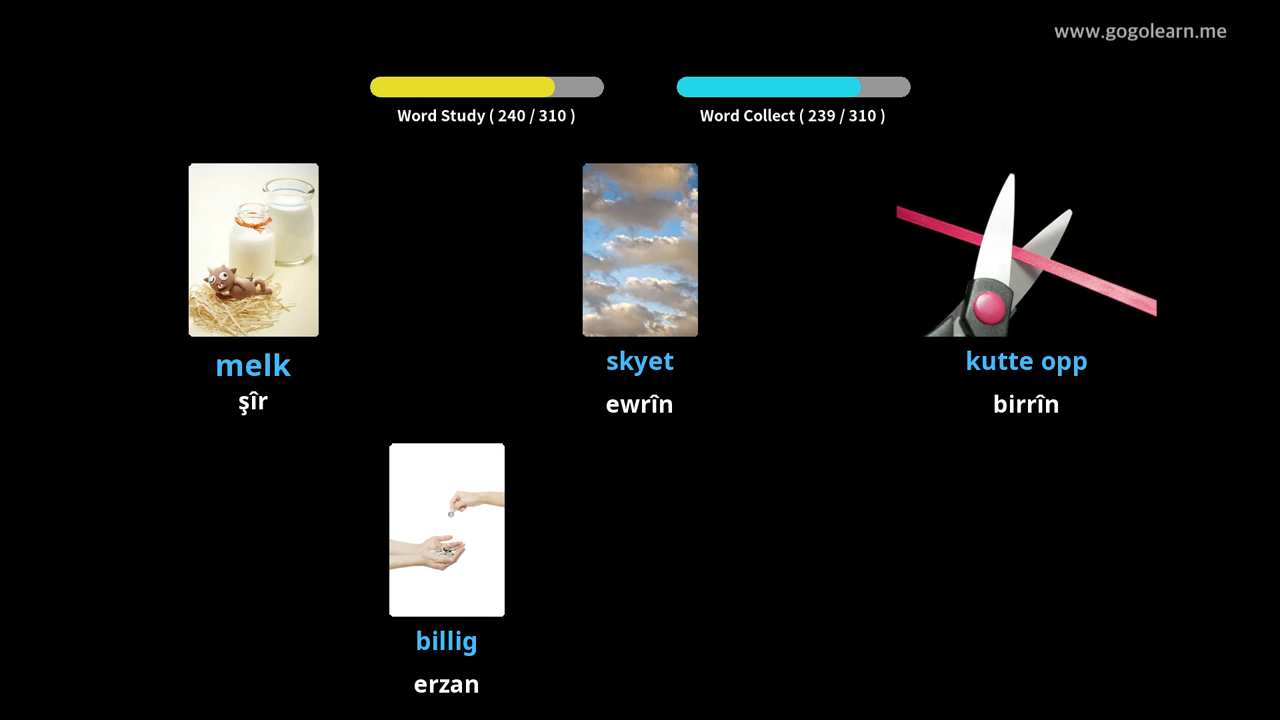 www.gogolearn.me
Word Study ( 240 / 310 )
Word Collect ( 239 / 310 )
melk
şîr
skyet
ewrîn
kutte opp
birrîn
billig
erzan